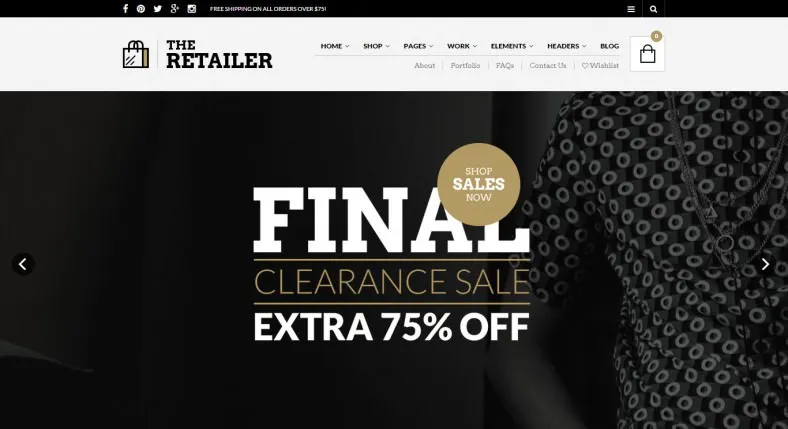 FREE SHIPPING ON ALL ORDERS OVER $75!
THE
RETAILER
HOME SHOP PAGES WORK ELEMENTS HEADERS BLOG
About Portfolio FAQs Contact Us Wishlist
0
SHOP
SALES
NOW
FINAL
CLEARANCE SALE
EXTRA 75% OFF